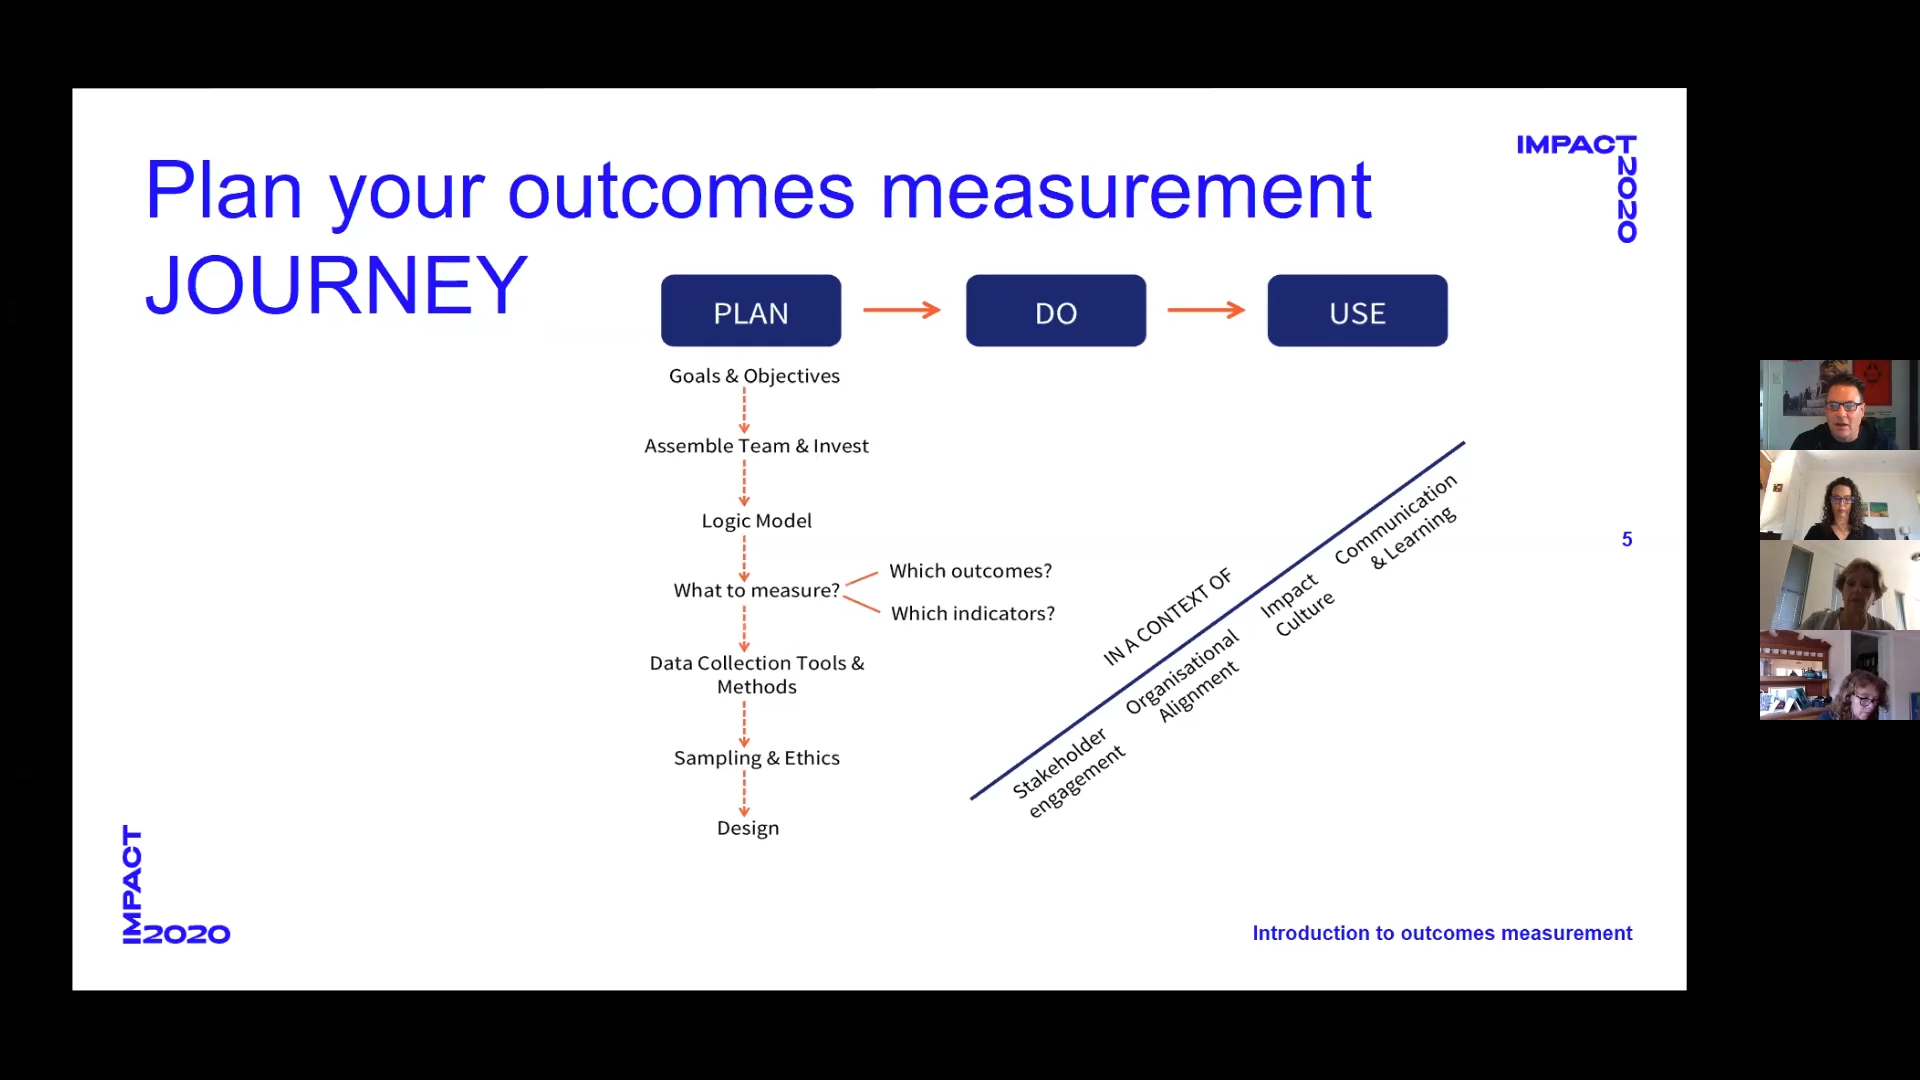 Plan your outcomes measurement
JOURNEY
IMPACT
2020
PLAN
DO
USE
Goals & Objectives
Assemble Team & Invest
Logic Model
What to measure?
Which outcomes?
Which indicators?
Data Collection Tools &
Methods
Sampling & Ethics
Design
IN A CONTEXT OF
Stakeholder
engagement
Organisational
Alignment
Impact
Culture
Communication
& Learning
5
IMPACT
2020
Introduction to outcomes measurement